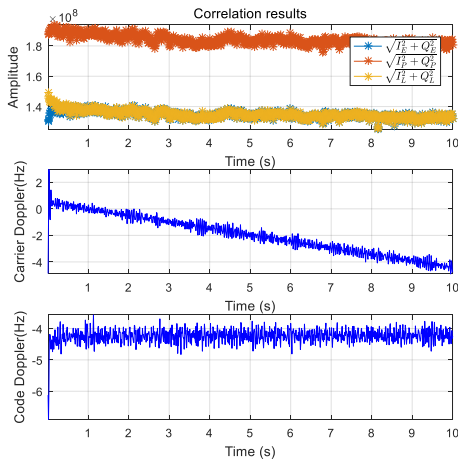 Correlation results
×10⁸
Amplitude
1.8
1.6
1.4
√I_E^2 + Q_E^2
√I_P^2 + Q_P^2
√I_L^2 + Q_L^2
1 2 3 4 5 6 7 8 9 10
Time (s)
Carrier Doppler(Hz)
2
0
-2
-4
1 2 3 4 5 6 7 8 9 10
Time (s)
Code Doppler(Hz)
-4
-5
-6
1 2 3 4 5 6 7 8 9 10
Time (s)